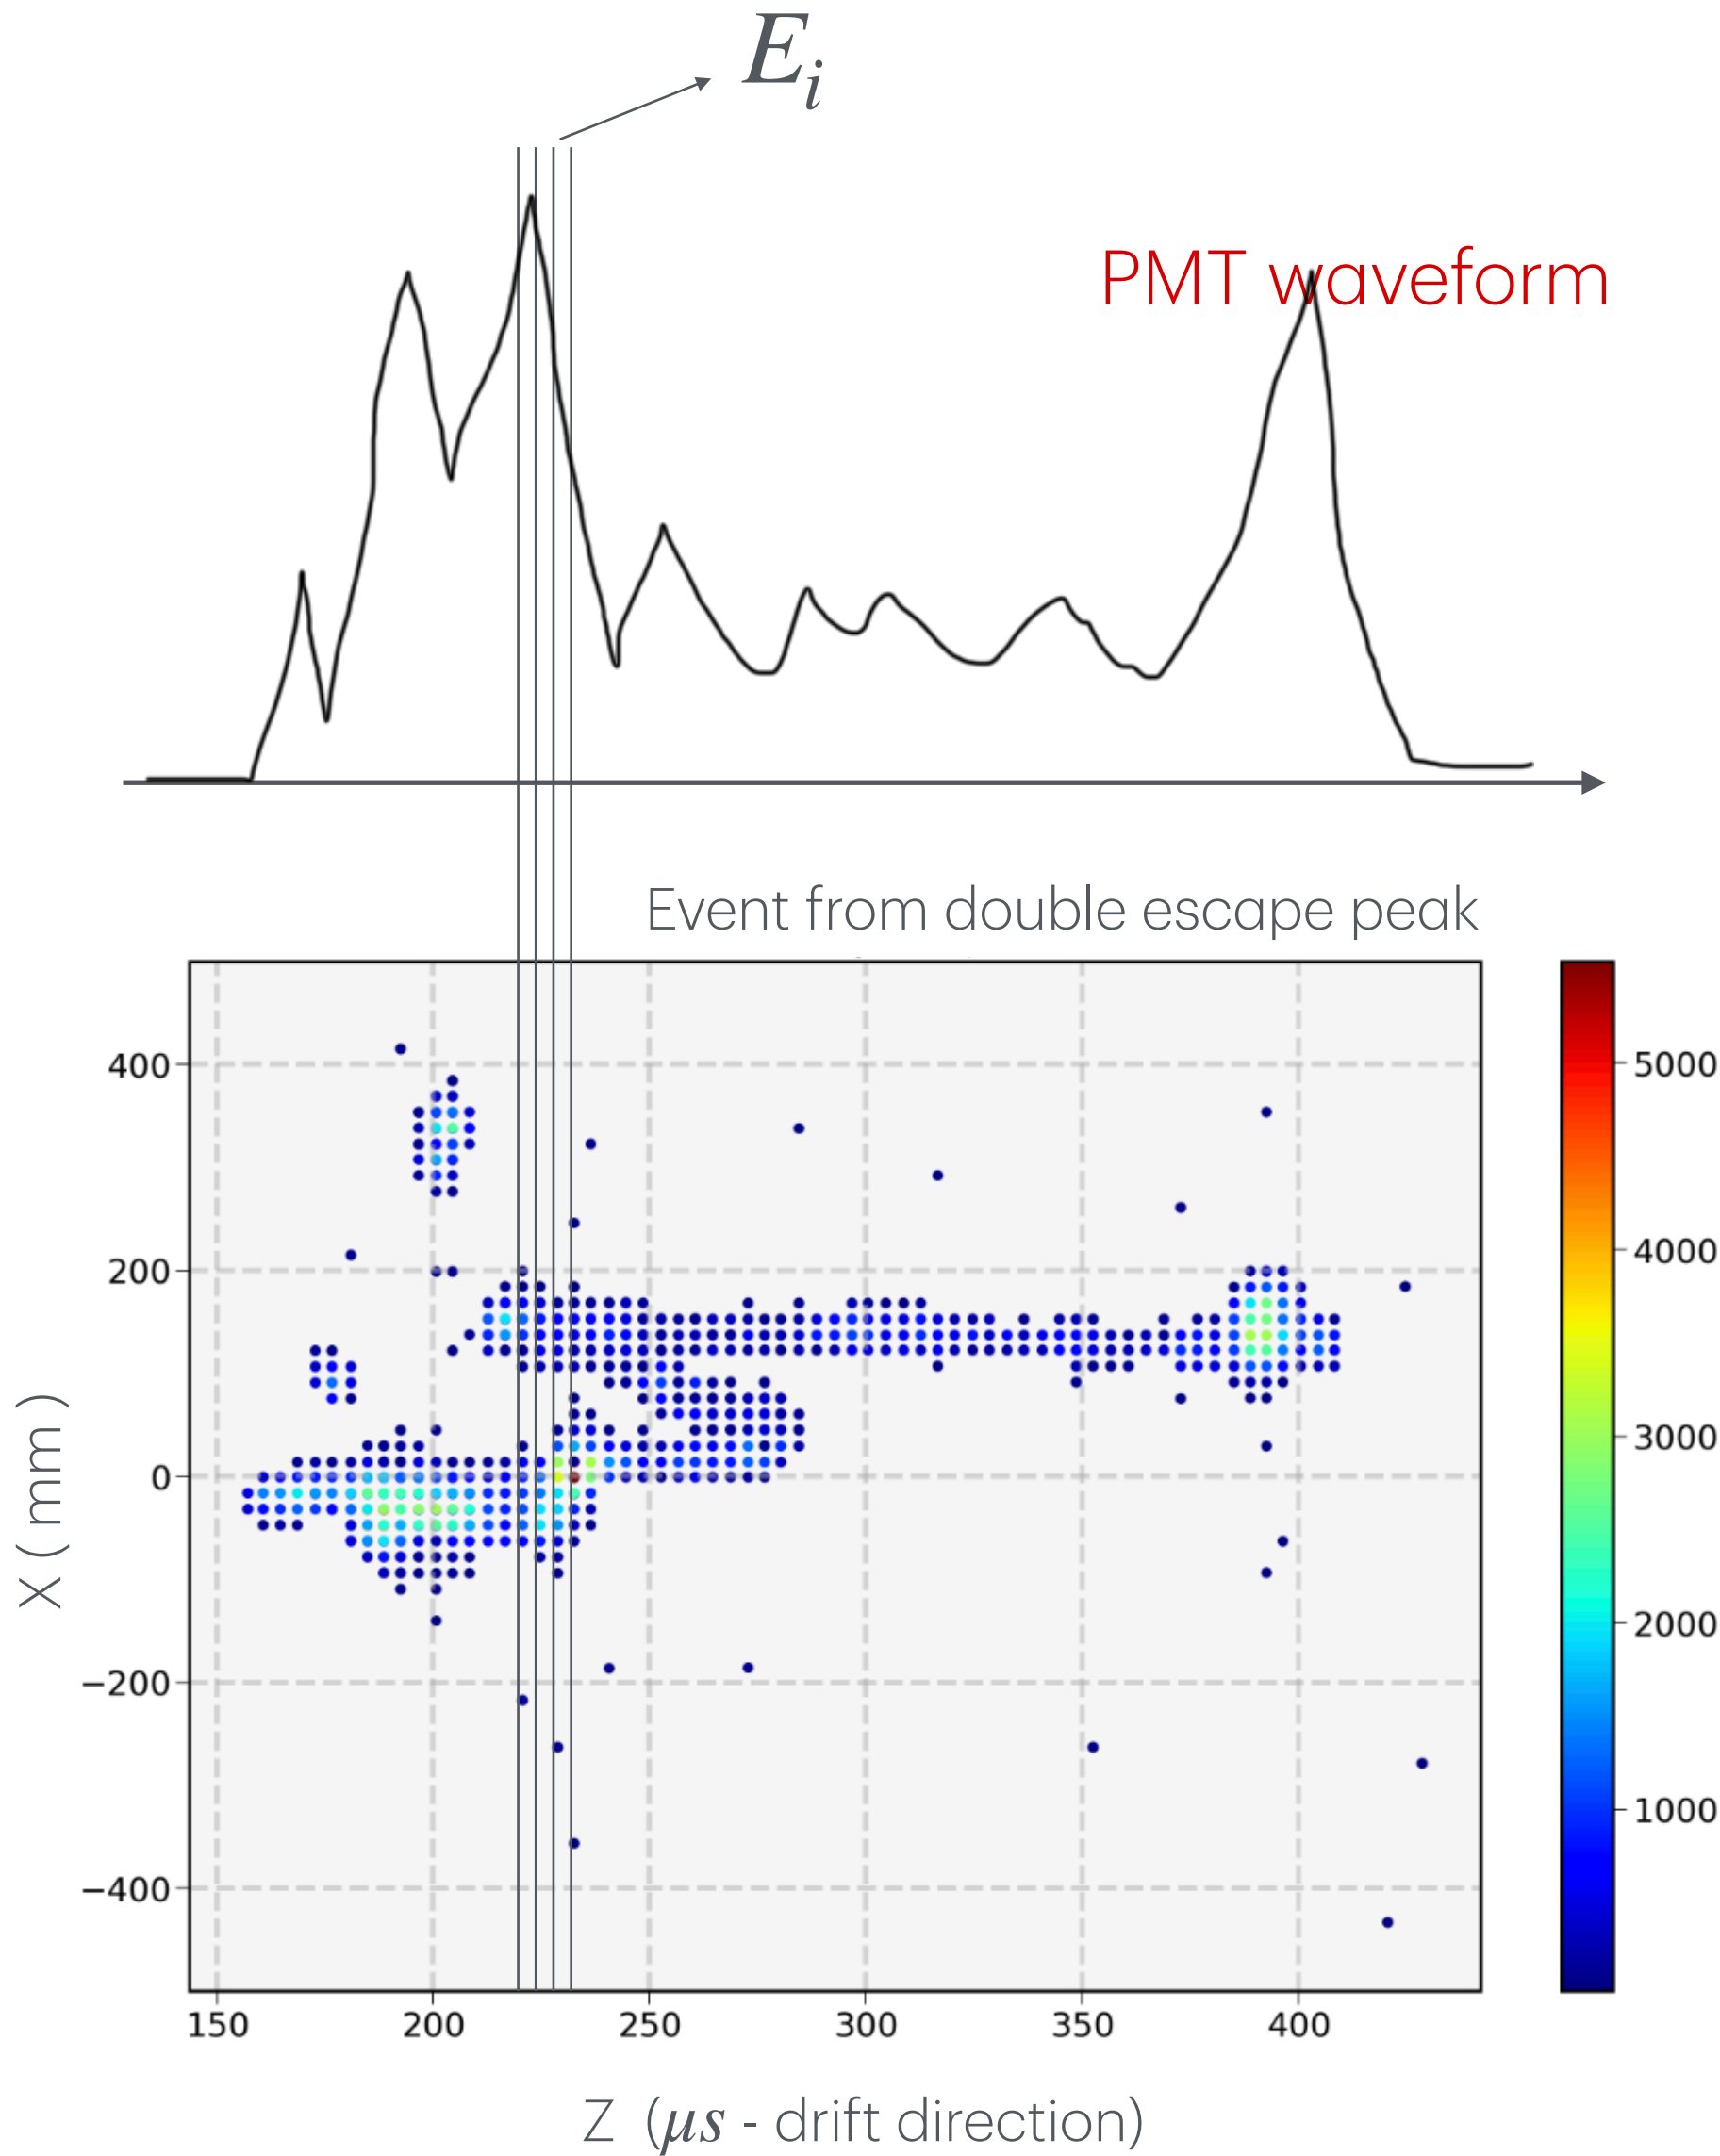 E_i
PMT waveform
Event from double escape peak
400
200
0
−200
−400
X (mm)
150 200 250 300 350 400
Z (μs - drift direction)
5000
4000
3000
2000
1000